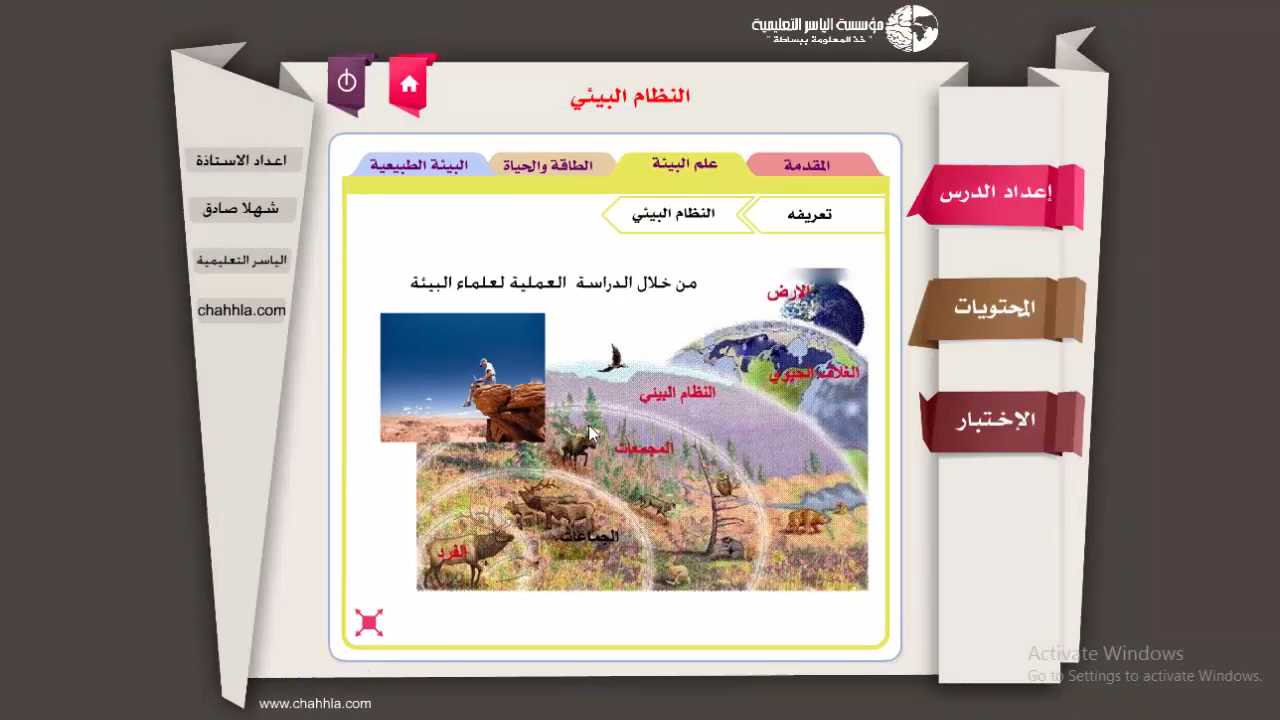 مؤسسة الياسر التعليمية
" خذ المعلومة ببساطة "
النظام البيئي
المقدمة
علم البيئة
الطاقة والحياة
البيئة الطبيعية
تعريفه
النظام البيئي
من خلال الدراسة العملية لعلماء البيئة
الارض
الغلاف الحيوي
النظام البيئي
المجمعات
الجماعات
الفرد
إعداد الدرس
المحتويات
الإختبار
اعداد الاستاذة
شهلا صادق
الياسر التعليمية
chahhla.com
Activate Windows
Go to Settings to activate Windows.
www.chahhla.com